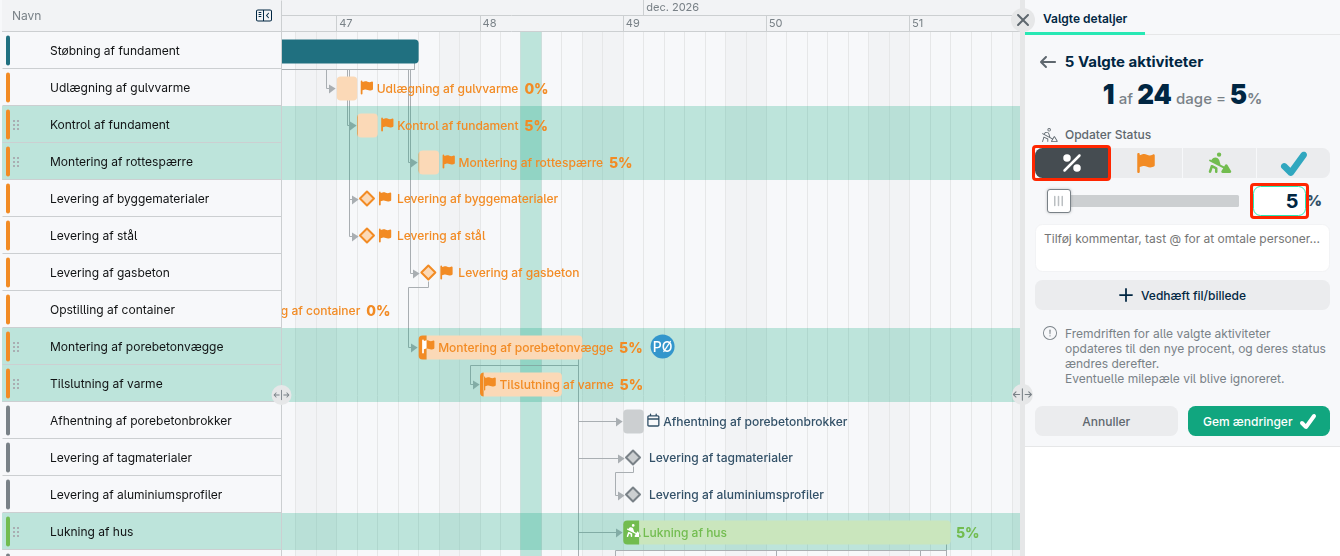 Navn
dec. 2026
47 48 49 50 51
Støbning af fundament
Udlægning af gulvvarme
Udlægning af gulvvarme 0%
Kontrol af fundament
Kontrol af fundament 5%
Montering af rottespærre
Montering af rottespærre 5%
Levering af byggematerialer
Levering af byggematerialer
Levering af stål
Levering af stål
Levering af gasbeton
Levering af gasbeton
Opstilling af container
g af container 0%
Montering af porebetonvægge
Montering af porebetonvægge 5% PØ
Tilslutning af varme
Tilslutning af varme 5%
Afhentning af porebetonbrokker
Afhentning af porebetonbrokker
Levering af tagmaterialer
Levering af tagmaterialer
Levering af aluminiumsprofiler
Levering af aluminiumsprofiler
Lukning af hus
Lukning af hus 5%
Valgte detaljer
5 Valgte aktiviteter
1 af 24 dage = 5%
Opdater Status
%
5 %
Tilføj kommentar, tast @ for at omtale personer...
Vedhæft fil/billede
Fremdriften for alle valgte aktiviteter
opdateres til den nye procent, og deres status
ændres derefter.
Eventuelle milepæle vil blive ignoreret.
Annuller
Gem ændringer